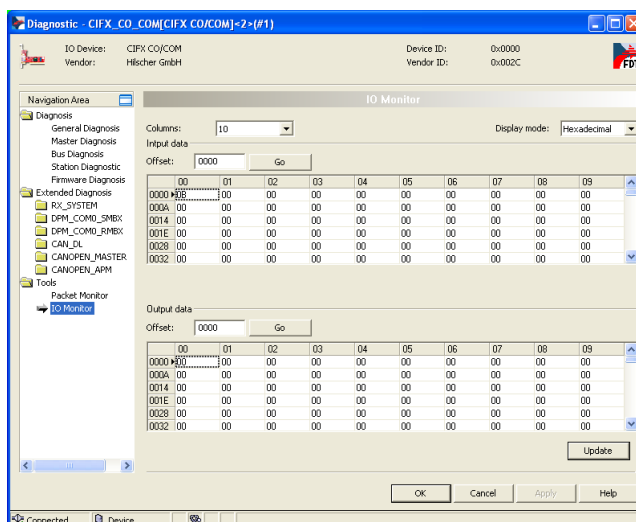 Diagnostic - CIFX_CO_COM[CIFX CO/COM]<2>(#1)
IO Device: CIFX CO/COM Device ID: 0x0000
Vendor: Hilscher GmbH Vendor ID: 0x002C
FDT
Navigation Area
IO Monitor
Diagnosis
General Diagnosis
Master Diagnosis
Bus Diagnosis
Station Diagnostic
Firmware Diagnosis
Extended Diagnosis
RX_SYSTEM
DPM_COM0_SMBX
DPM_COM0_RMBX
CAN_DL
CANOPEN_MASTER
CANOPEN_APM
Tools
Packet Monitor
IO Monitor
Columns: 10 Display mode: Hexadecimal
Intput data
Offset: 0000 Go
00 01 02 03 04 05 06 07 08 09
0000 0B 00 00 00 00 00 00 00 00 00
000A 00 00 00 00 00 00 00 00 00 00
0014 00 00 00 00 00 00 00 00 00 00
001E 00 00 00 00 00 00 00 00 00 00
0028 00 00 00 00 00 00 00 00 00 00
0032 00 00 00 00 00 00 00 00 00 00
Output data
Offset: 0000 Go
00 01 02 03 04 05 06 07 08 09
0000 00 00 00 00 00 00 00 00 00 00
000A 00 00 00 00 00 00 00 00 00 00
0014 00 00 00 00 00 00 00 00 00 00
001E 00 00 00 00 00 00 00 00 00 00
0028 00 00 00 00 00 00 00 00 00 00
0032 00 00 00 00 00 00 00 00 00 00
Update
OK Cancel Apply Help
Connected Device